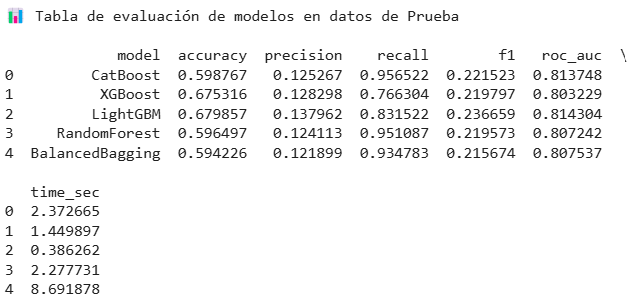 📊 Tabla de evaluación de modelos en datos de Prueba
model accuracy precision recall f1 roc_auc \
0 CatBoost 0.598767 0.125267 0.956522 0.221523 0.813748
1 XGBoost 0.675316 0.128298 0.766304 0.219797 0.803229
2 LightGBM 0.679857 0.137962 0.831522 0.236659 0.814304
3 RandomForest 0.596497 0.124113 0.951087 0.219573 0.807242
4 BalancedBagging 0.594226 0.121899 0.934783 0.215674 0.807537
time_sec
0 2.372665
1 1.449897
2 0.386262
3 2.277731
4 8.691878